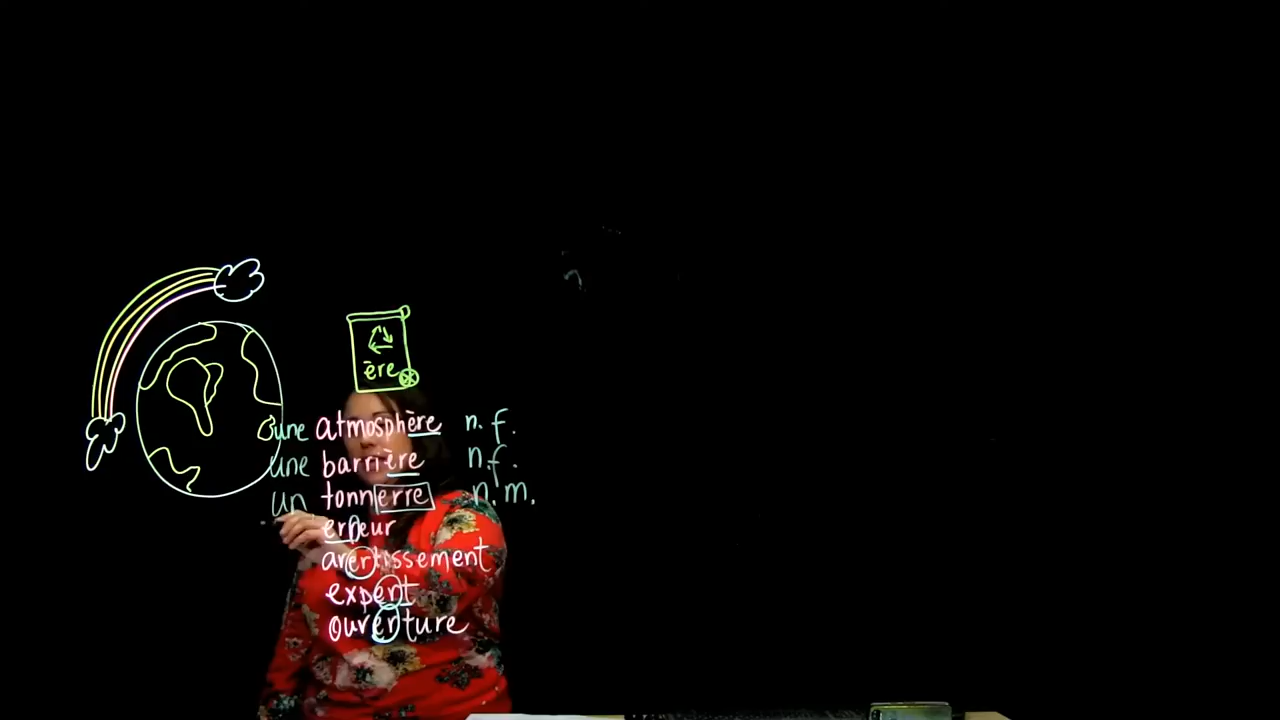 ère
une atmosphère n.f.
une barrière n.f.
un tonnerre n.m.
erreur
avertissement
expert
ouverture